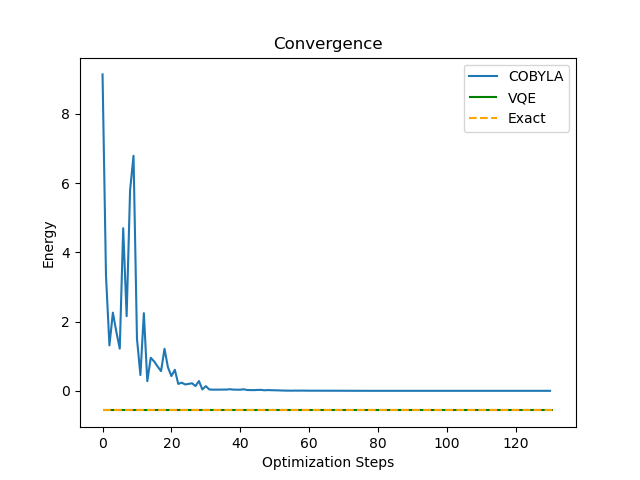 Convergence
COBYLA
VQE
Exact
Energy
8
6
4
2
0
0 20 40 60 80 100 120
Optimization Steps